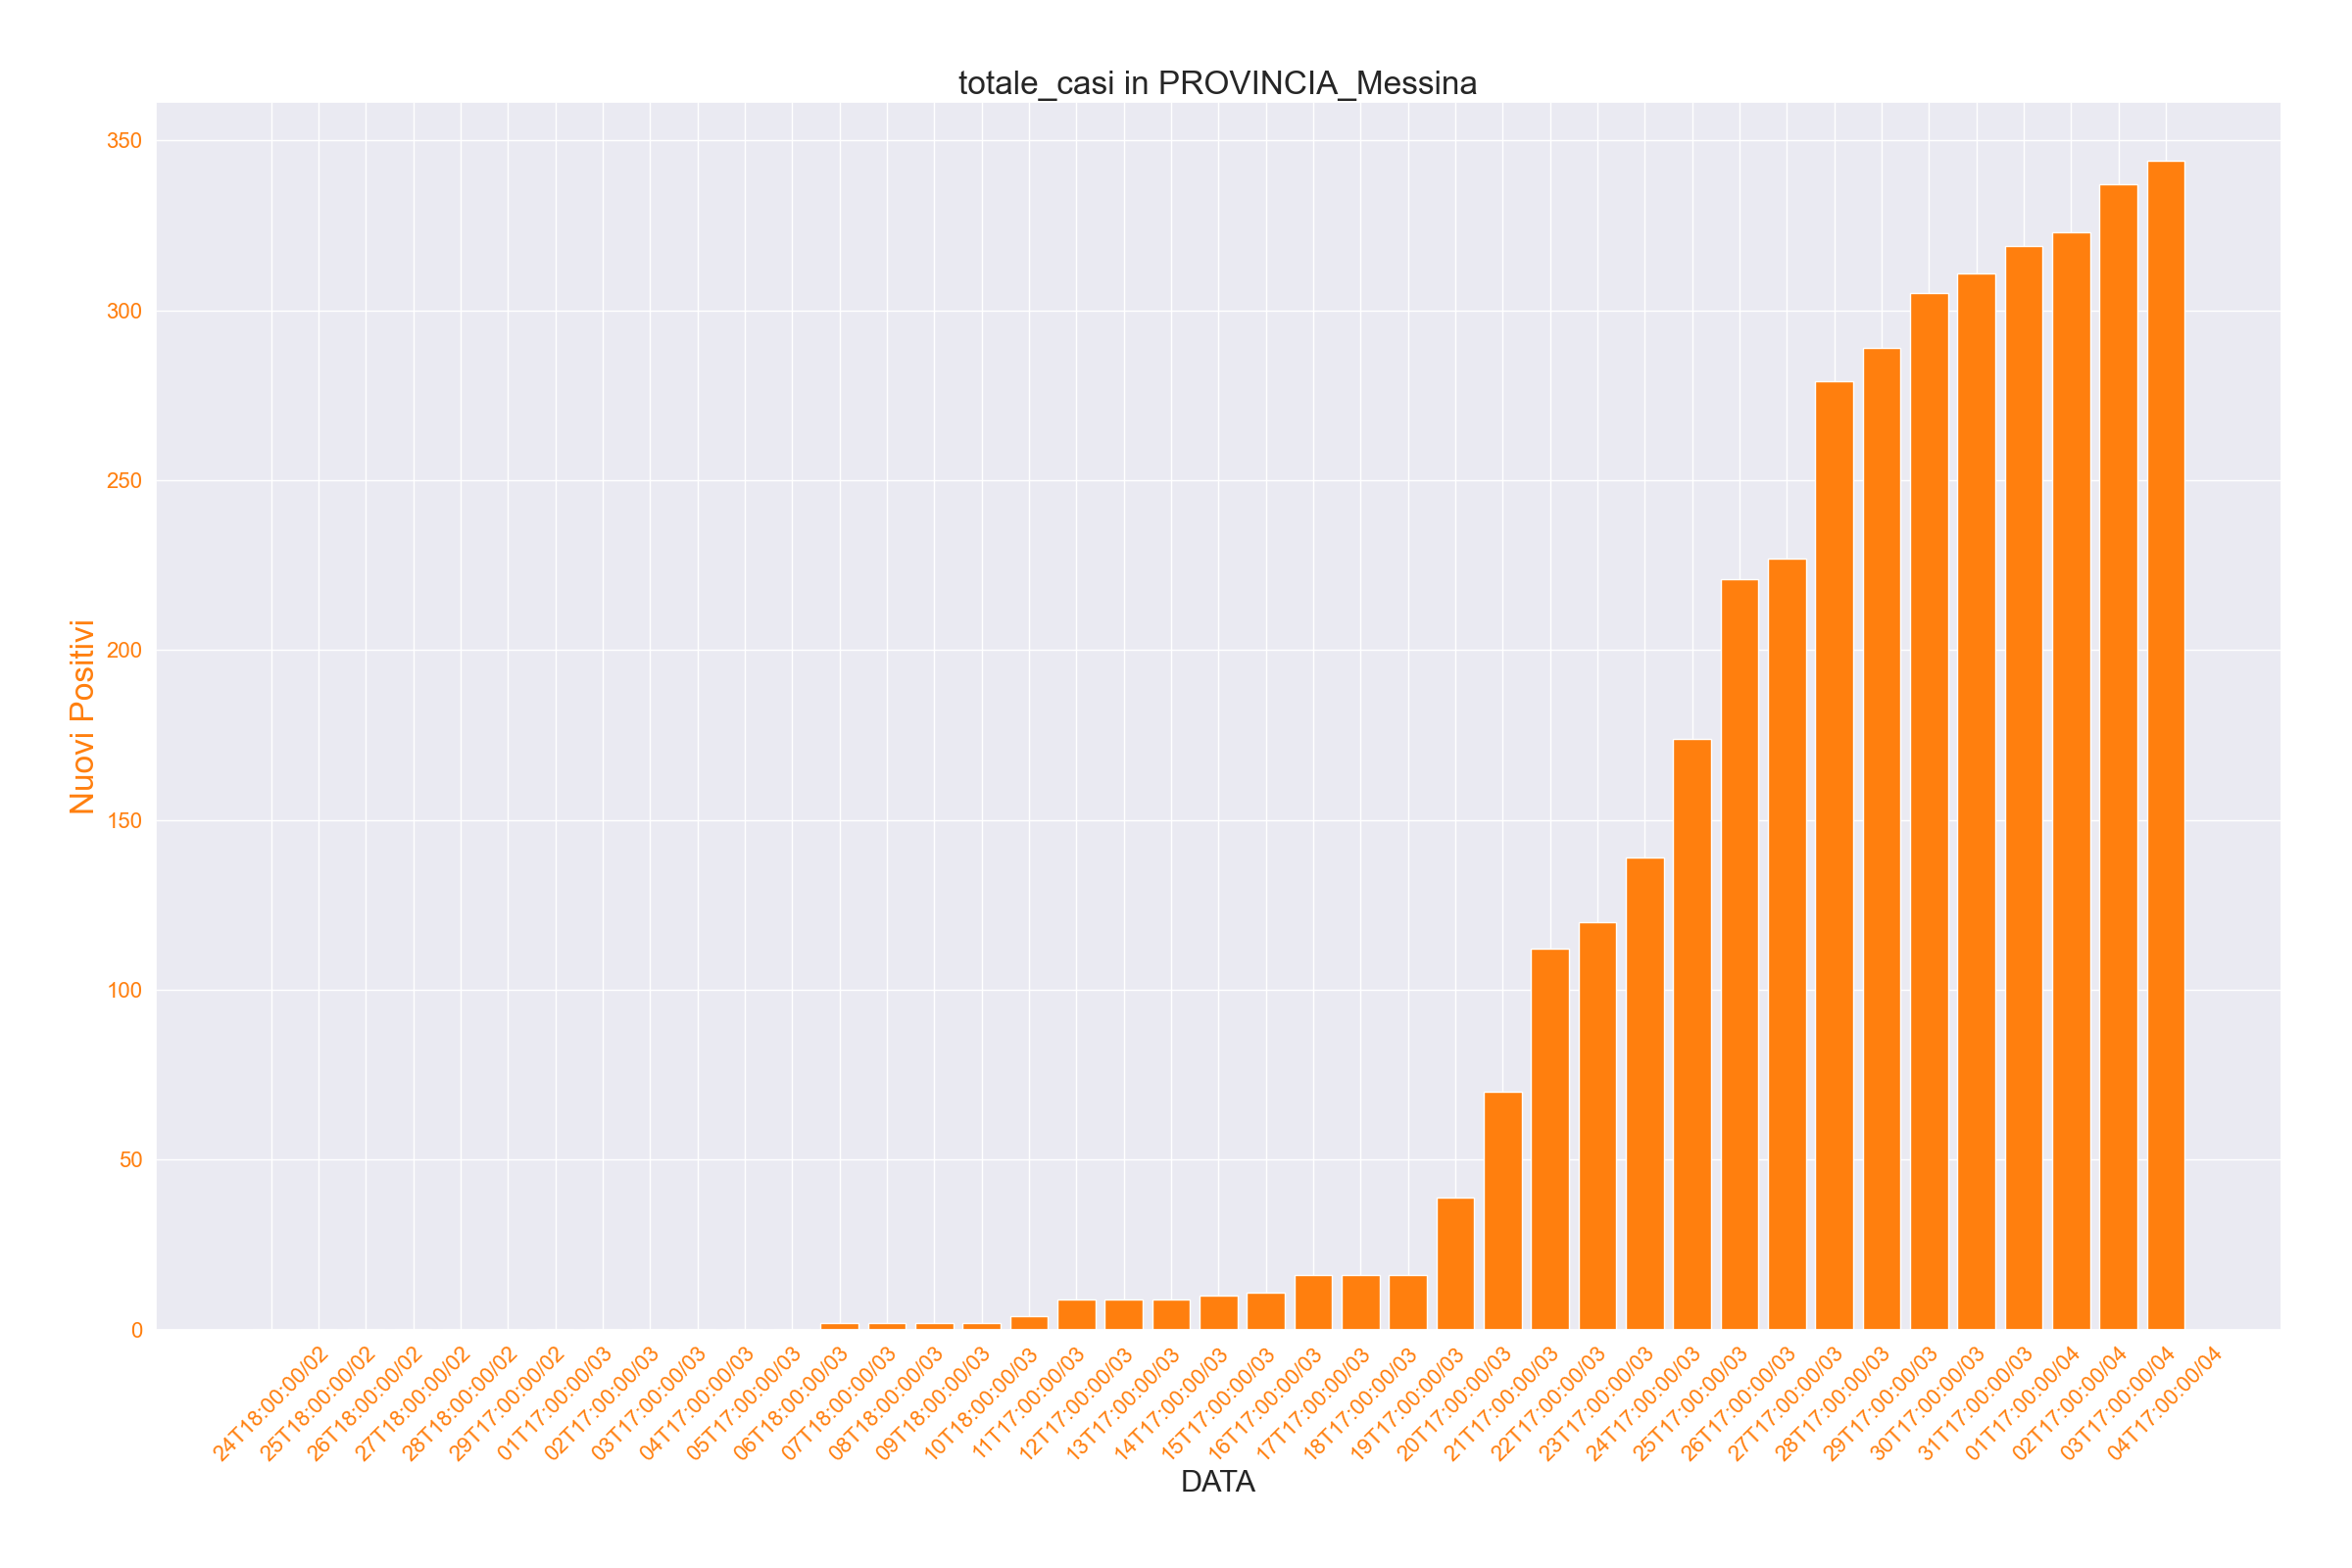 totale_casi in PROVINCIA_Messina
350
300
250
200
150
100
50
0
Nuovi Positivi
24T18:00:00/02
25T18:00:00/02
26T18:00:00/02
27T18:00:00/02
28T18:00:00/02
29T17:00:00/02
01T17:00:00/03
02T17:00:00/03
03T17:00:00/03
04T17:00:00/03
05T17:00:00/03
06T18:00:00/03
07T18:00:00/03
08T18:00:00/03
09T18:00:00/03
10T18:00:00/03
11T17:00:00/03
12T17:00:00/03
13T17:00:00/03
14T17:00:00/03
15T17:00:00/03
16T17:00:00/03
17T17:00:00/03
18T17:00:00/03
19T17:00:00/03
20T17:00:00/03
21T17:00:00/03
22T17:00:00/03
23T17:00:00/03
24T17:00:00/03
25T17:00:00/03
26T17:00:00/03
27T17:00:00/03
28T17:00:00/03
29T17:00:00/03
30T17:00:00/03
31T17:00:00/03
01T17:00:00/04
02T17:00:00/04
03T17:00:00/04
04T17:00:00/04
DATA